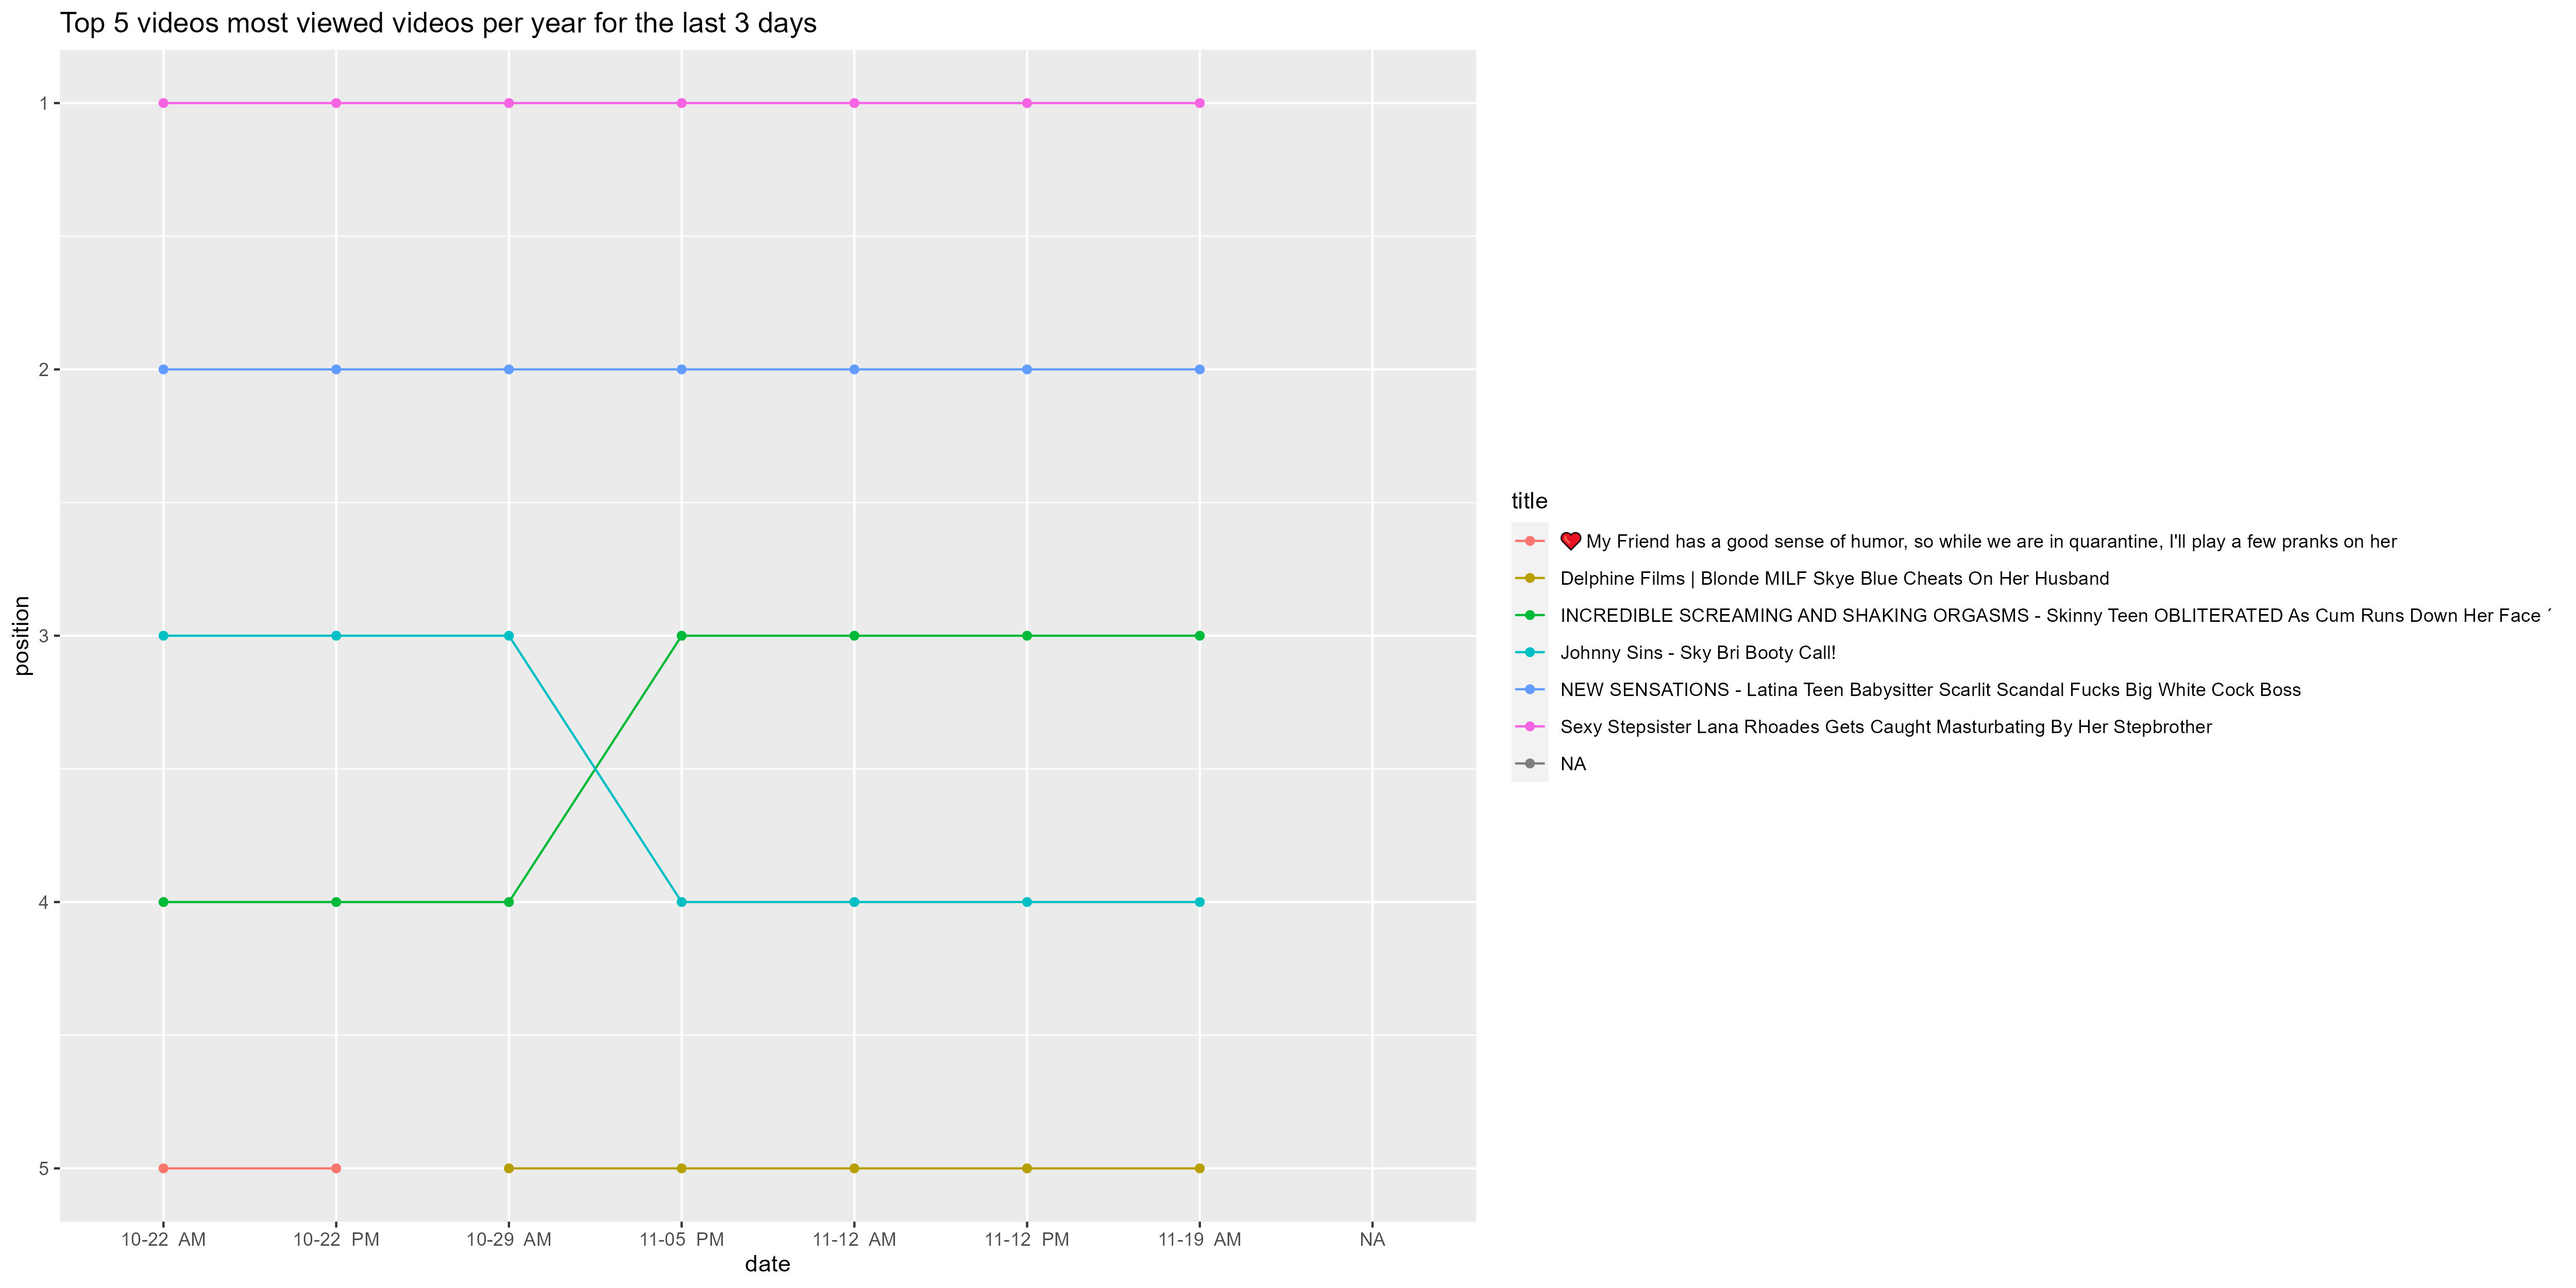 Top 5 videos most viewed videos per year for the last 3 days
position
1
2
3
4
5
10-22 AM
10-22 PM
10-29 AM
11-05 PM
11-12 AM
11-12 PM
11-19 AM
NA
date
title
❤️ My Friend has a good sense of humor, so while we are in quarantine, I'll play a few pranks on her
Delphine Films | Blonde MILF Skye Blue Cheats On Her Husband
INCREDIBLE SCREAMING AND SHAKING ORGASMS - Skinny Teen OBLITERATED As Cum Runs Down Her Face ´
Johnny Sins - Sky Bri Booty Call!
NEW SENSATIONS - Latina Teen Babysitter Scarlit Scandal Fucks Big White Cock Boss
Sexy Stepsister Lana Rhoades Gets Caught Masturbating By Her Stepbrother
NA